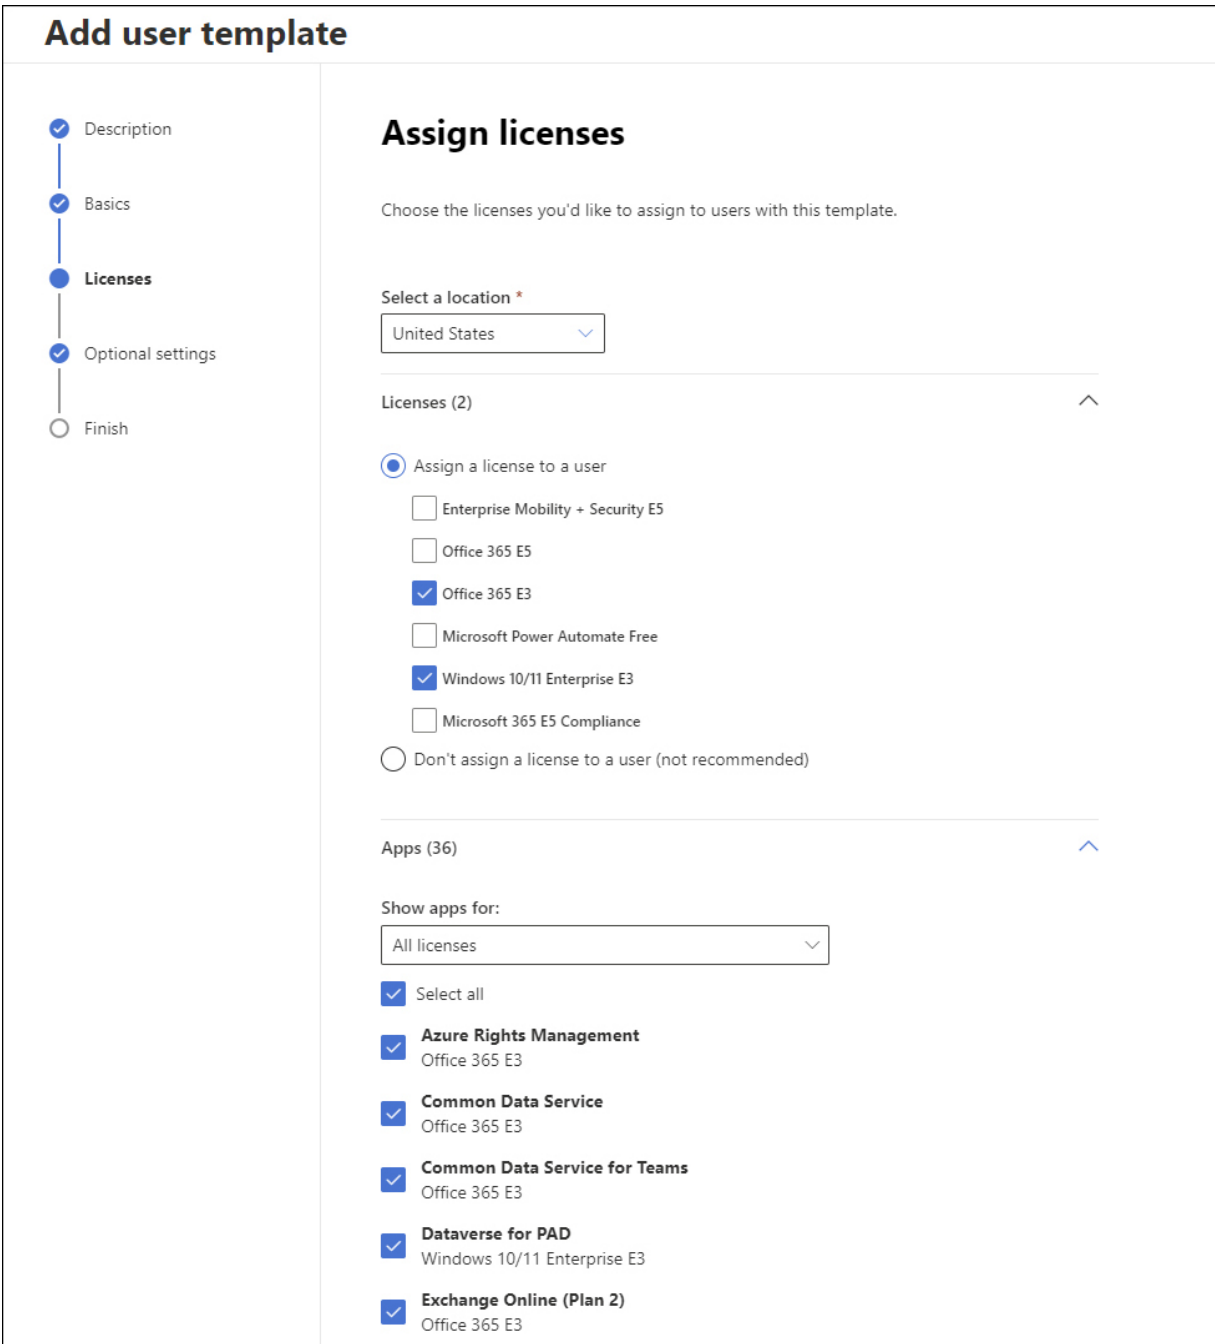 Add user template
Description
Basics
Licenses
Optional settings
Finish
Assign licenses
Choose the licenses you'd like to assign to users with this template.
Select a location *
United States
Licenses (2)
Assign a license to a user
Enterprise Mobility + Security E5
Office 365 E5
Office 365 E3
Microsoft Power Automate Free
Windows 10/11 Enterprise E3
Microsoft 365 E5 Compliance
Don't assign a license to a user (not recommended)
Apps (36)
Show apps for:
All licenses
Select all
Azure Rights Management
Office 365 E3
Common Data Service
Office 365 E3
Common Data Service for Teams
Office 365 E3
Dataverse for PAD
Windows 10/11 Enterprise E3
Exchange Online (Plan 2)
Office 365 E3